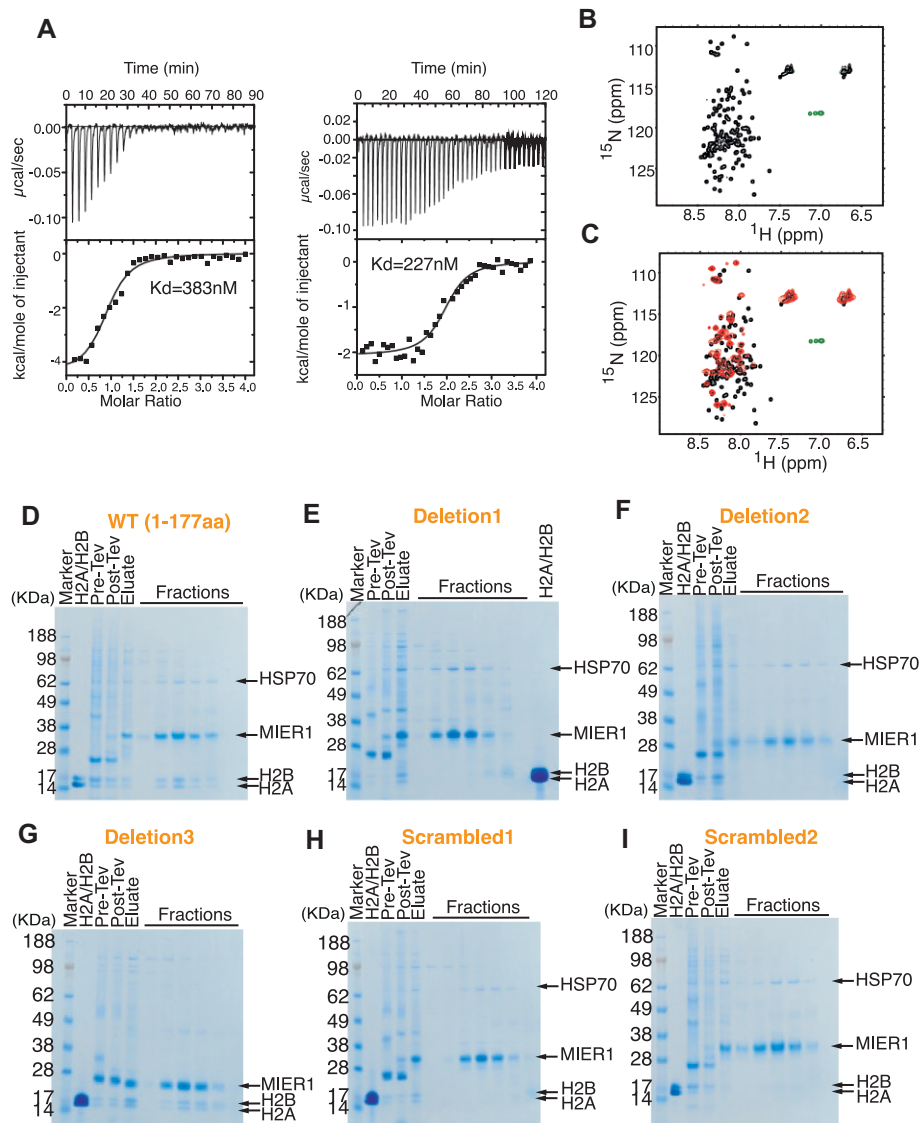 A
Time (min)
0 10 20 30 40 50 60 70 80 90
0.00
-0.05
-0.10
µcal/sec
0
-2
-4
kcal/mole of injectant
Kd=383nM
0.0 0.5 1.0 1.5 2.0 2.5 3.0 3.5 4.0
Molar Ratio
Time (min)
0 20 40 60 80 100 120
0.02
0.00
-0.02
-0.04
-0.06
-0.08
-0.10
µcal/sec
0
-1
-2
kcal/mole of injectant
Kd=227nM
0.0 0.5 1.0 1.5 2.0 2.5 3.0 3.5 4.0
Molar Ratio
B
110
115
120
125
15N (ppm)
8.5 8.0 7.5 7.0 6.5
1H (ppm)
C
110
115
120
125
15N (ppm)
8.5 8.0 7.5 7.0 6.5
1H (ppm)
D
WT (1-177aa)
(KDa)
Marker
H2A/H2B
Pre-Tev
Post-Tev
Eluate
Fractions
188
98
62
49
38
28
17
14
HSP70
MIER1
H2B
H2A
E
Deletion1
(KDa)
Marker
Pre-Tev
Post-Tev
Eluate
Fractions
H2A/H2B
188
98
62
49
38
28
17
14
HSP70
MIER1
H2B
H2A
F
Deletion2
(KDa)
Marker
H2A/H2B
Pre-Tev
Post-Tev
Eluate
Fractions
188
98
62
49
38
28
17
14
HSP70
MIER1
H2B
H2A
G
Deletion3
(KDa)
Marker
H2A/H2B
Pre-Tev
Post-Tev
Eluate
Fractions
188
98
62
49
38
28
17
14
MIER1
H2B
H2A
H
Scrambled1
(KDa)
Marker
H2A/H2B
Pre-Tev
Post-Tev
Eluate
Fractions
188
98
62
49
38
28
17
14
HSP70
MIER1
H2B
H2A
I
Scrambled2
(KDa)
Marker
H2A/H2B
Pre-Tev
Post-Tev
Eluate
Fractions
188
98
62
49
38
28
17
14
HSP70
MIER1
H2B
H2A